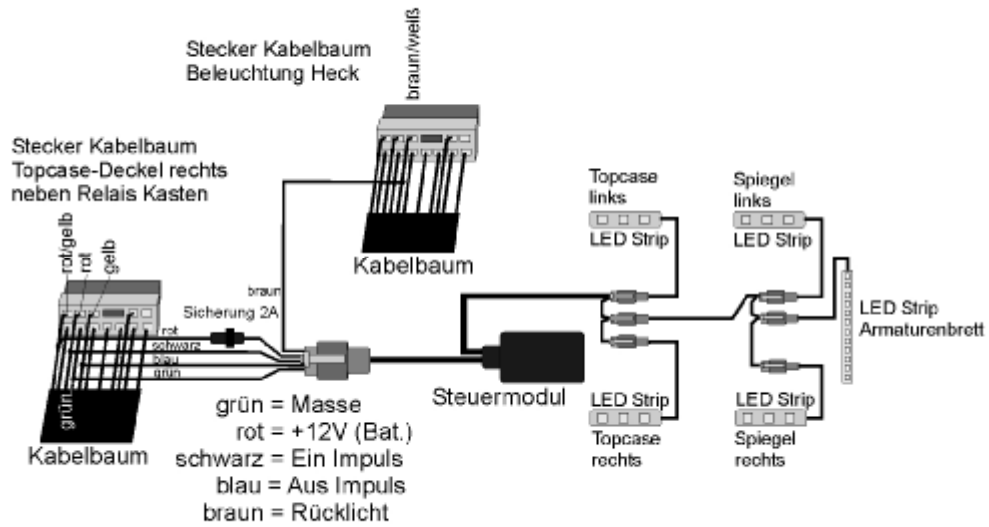 Stecker Kabelbaum
Beleuchtung Heck
braun/weiß
Stecker Kabelbaum
Topcase-Deckel rechts
neben Relais Kasten
rot/gelb
rot
gelb
Kabelbaum
braun
Sicherung 2A
rot
schwarz
blau
grün
grün
Kabelbaum
grün = Masse
rot = +12V (Bat.)
schwarz = Ein Impuls
blau = Aus Impuls
braun = Rücklicht
Steuermodul
Topcase
links
LED Strip
Spiegel
links
LED Strip
LED Strip
Armaturenbrett
LED Strip
Topcase
rechts
LED Strip
Spiegel
rechts